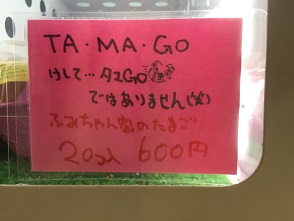 TA・MA・GO
けして…タマGO
ではありません(笑)
ふみちゃん家のたまご
20コ入 600円